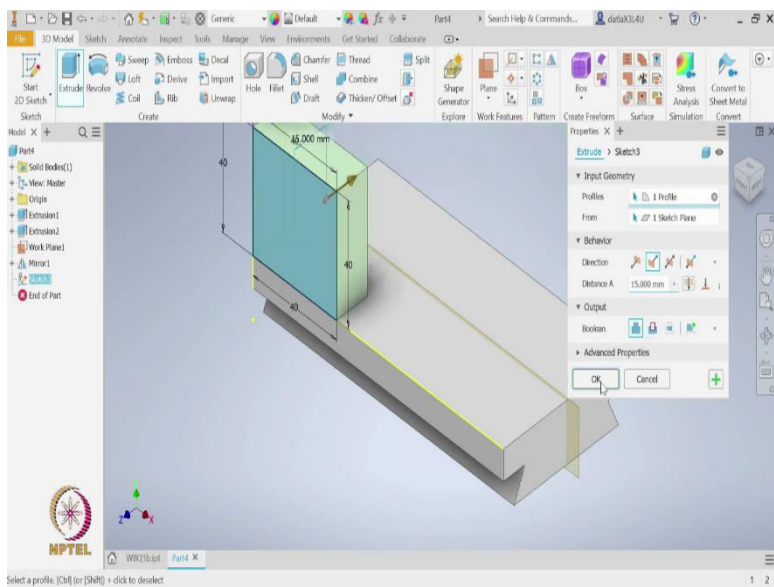 Generic Default Part4 Search Help & Commands...
File 3D Model Sketch Annotate Inspect Tools Manage View Environments Get Started Collaborate
Start
2D Sketch
Extrude Revolve
Sweep Emboss Decal
Loft Derive Import
Coil Rib Unwrap
Hole Fillet
Chamfer Thread Split
Shell Combine
Draft Thicken/ Offset
Shape
Generator
Plane
Box
Stress
Analysis
Convert to
Sheet Metal
Sketch Create Modify Explore Work Features Pattern Create Freeform Surface Simulation Convert
Model X +
Part4
Solid Bodies(1)
View: Master
Origin
Extrusion1
Extrusion2
Work Plane1
Mirror1
Sketch3
End of Part
15.000 mm
40
40
40
Properties X +
Extrude > Sketch3
Input Geometry
Profiles 1 Profile
From 1 Sketch Plane
Behavior
Direction
Distance A 15.000 mm
Output
Boolean
Advanced Properties
OK Cancel
NPTEL
Part4 X
Select a profile. [Ctrl] (or [Shift]) + click to deselect
1 2